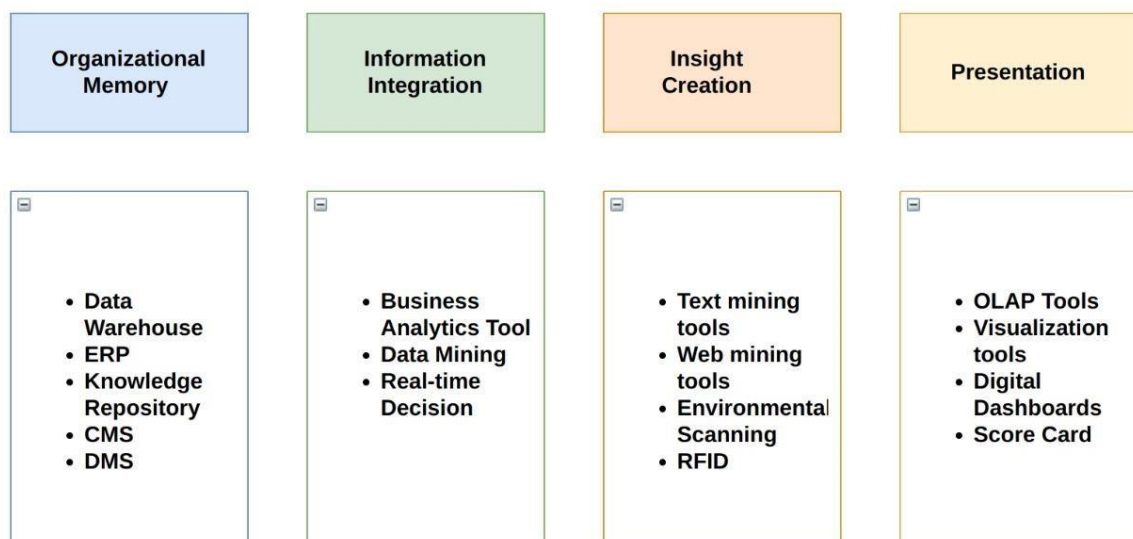 Organizational
Memory
Information
Integration
Insight
Creation
Presentation
• Data
Warehouse
• ERP
• Knowledge
Repository
• CMS
• DMS
• Business
Analytics Tool
• Data Mining
• Real-time
Decision
• Text mining
tools
• Web mining
tools
• Environmental
Scanning
• RFID
• OLAP Tools
• Visualization
tools
• Digital
Dashboards
• Score Card